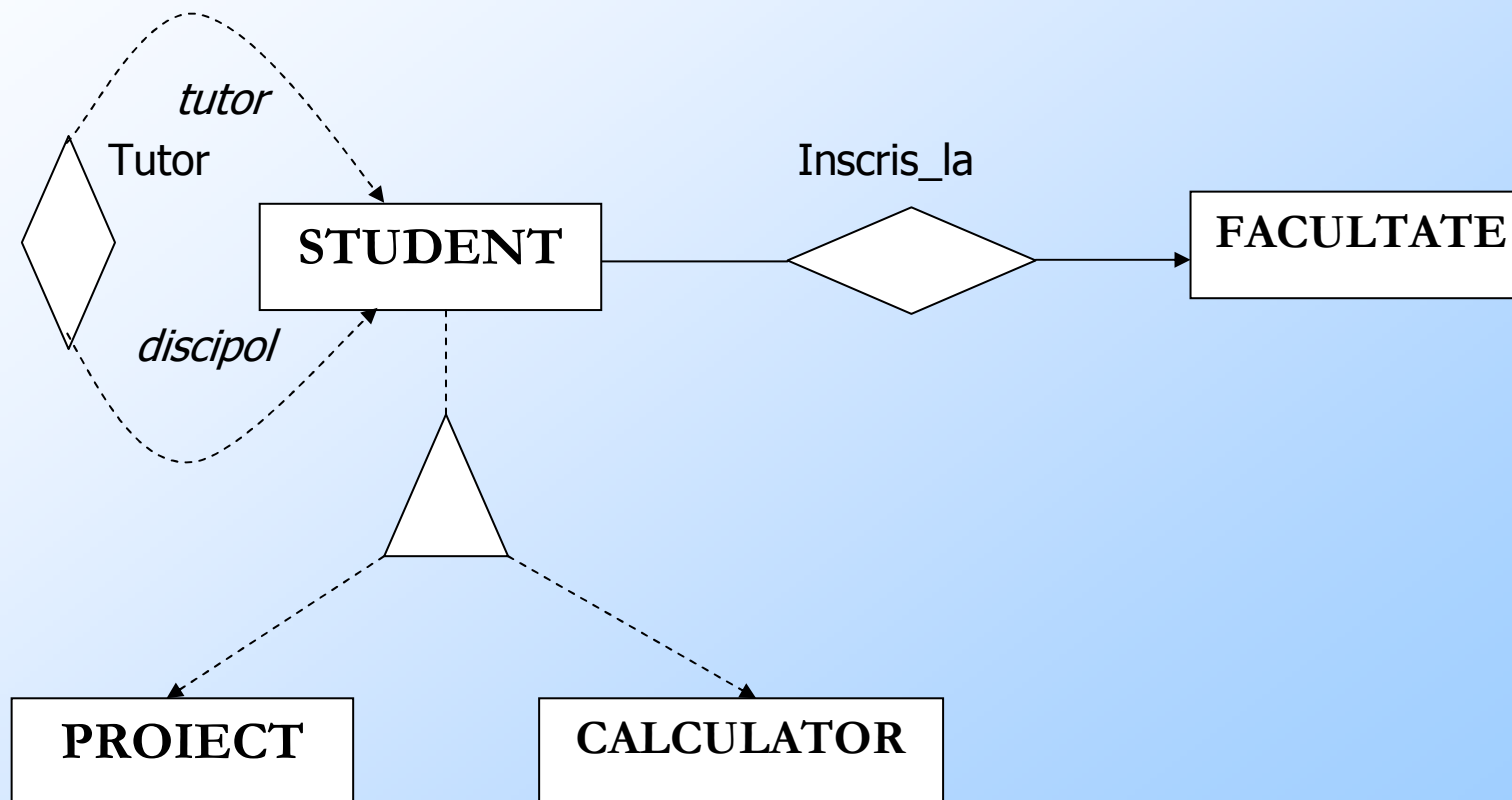 tutor
Tutor
Inscris_la
STUDENT
FACULTATE
discipol
PROIECT
CALCULATOR